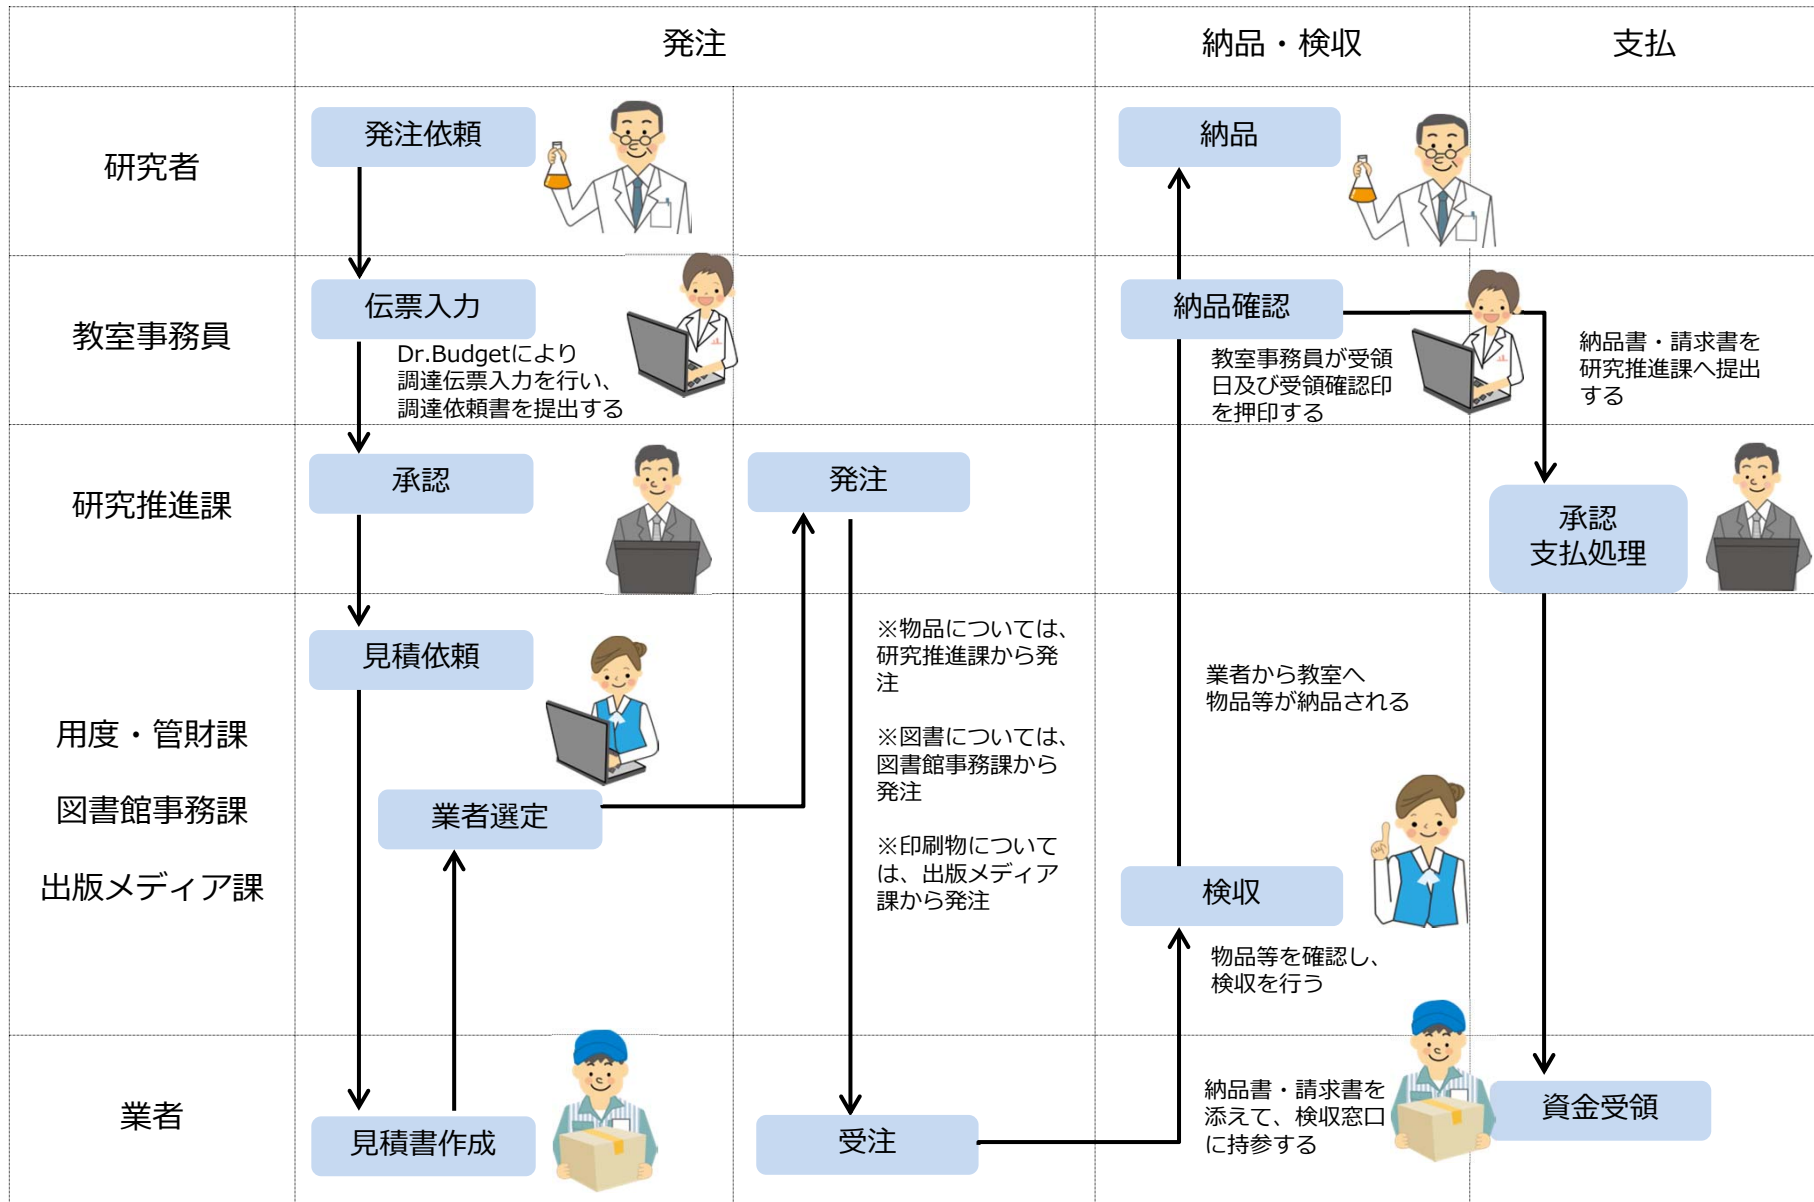 発注
納品・検収
支払
研究者
発注依頼
納品
教室事務員
伝票入力
Dr.Budgetにより
調達伝票入力を行い、
調達依頼書を提出する
納品確認
教室事務員が受領
日及び受領確認印
を押印する
納品書・請求書を
研究推進課へ提出
する
研究推進課
承認
発注
承認
支払処理
用度・管財課
図書館事務課
出版メディア課
見積依頼
業者選定
※物品については、
研究推進課から発
注
※図書については、
図書館事務課から
発注
※印刷物について
は、出版メディア
課から発注
業者から教室へ
物品等が納品される
検収
物品等を確認し、
検収を行う
業者
見積書作成
受注
納品書・請求書を
添えて、検収窓口
に持参する
資金受領